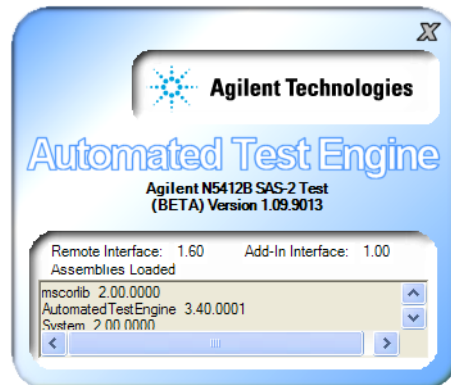 X
Agilent Technologies
Automated Test Engine
Agilent N5412B SAS-2 Test
(BETA) Version 1.09.9013
Remote Interface: 1.60 Add-In Interface: 1.00
Assemblies Loaded
mscorlib 2.00.0000
AutomatedTestEngine 3.40.0001
System 2.00.0000